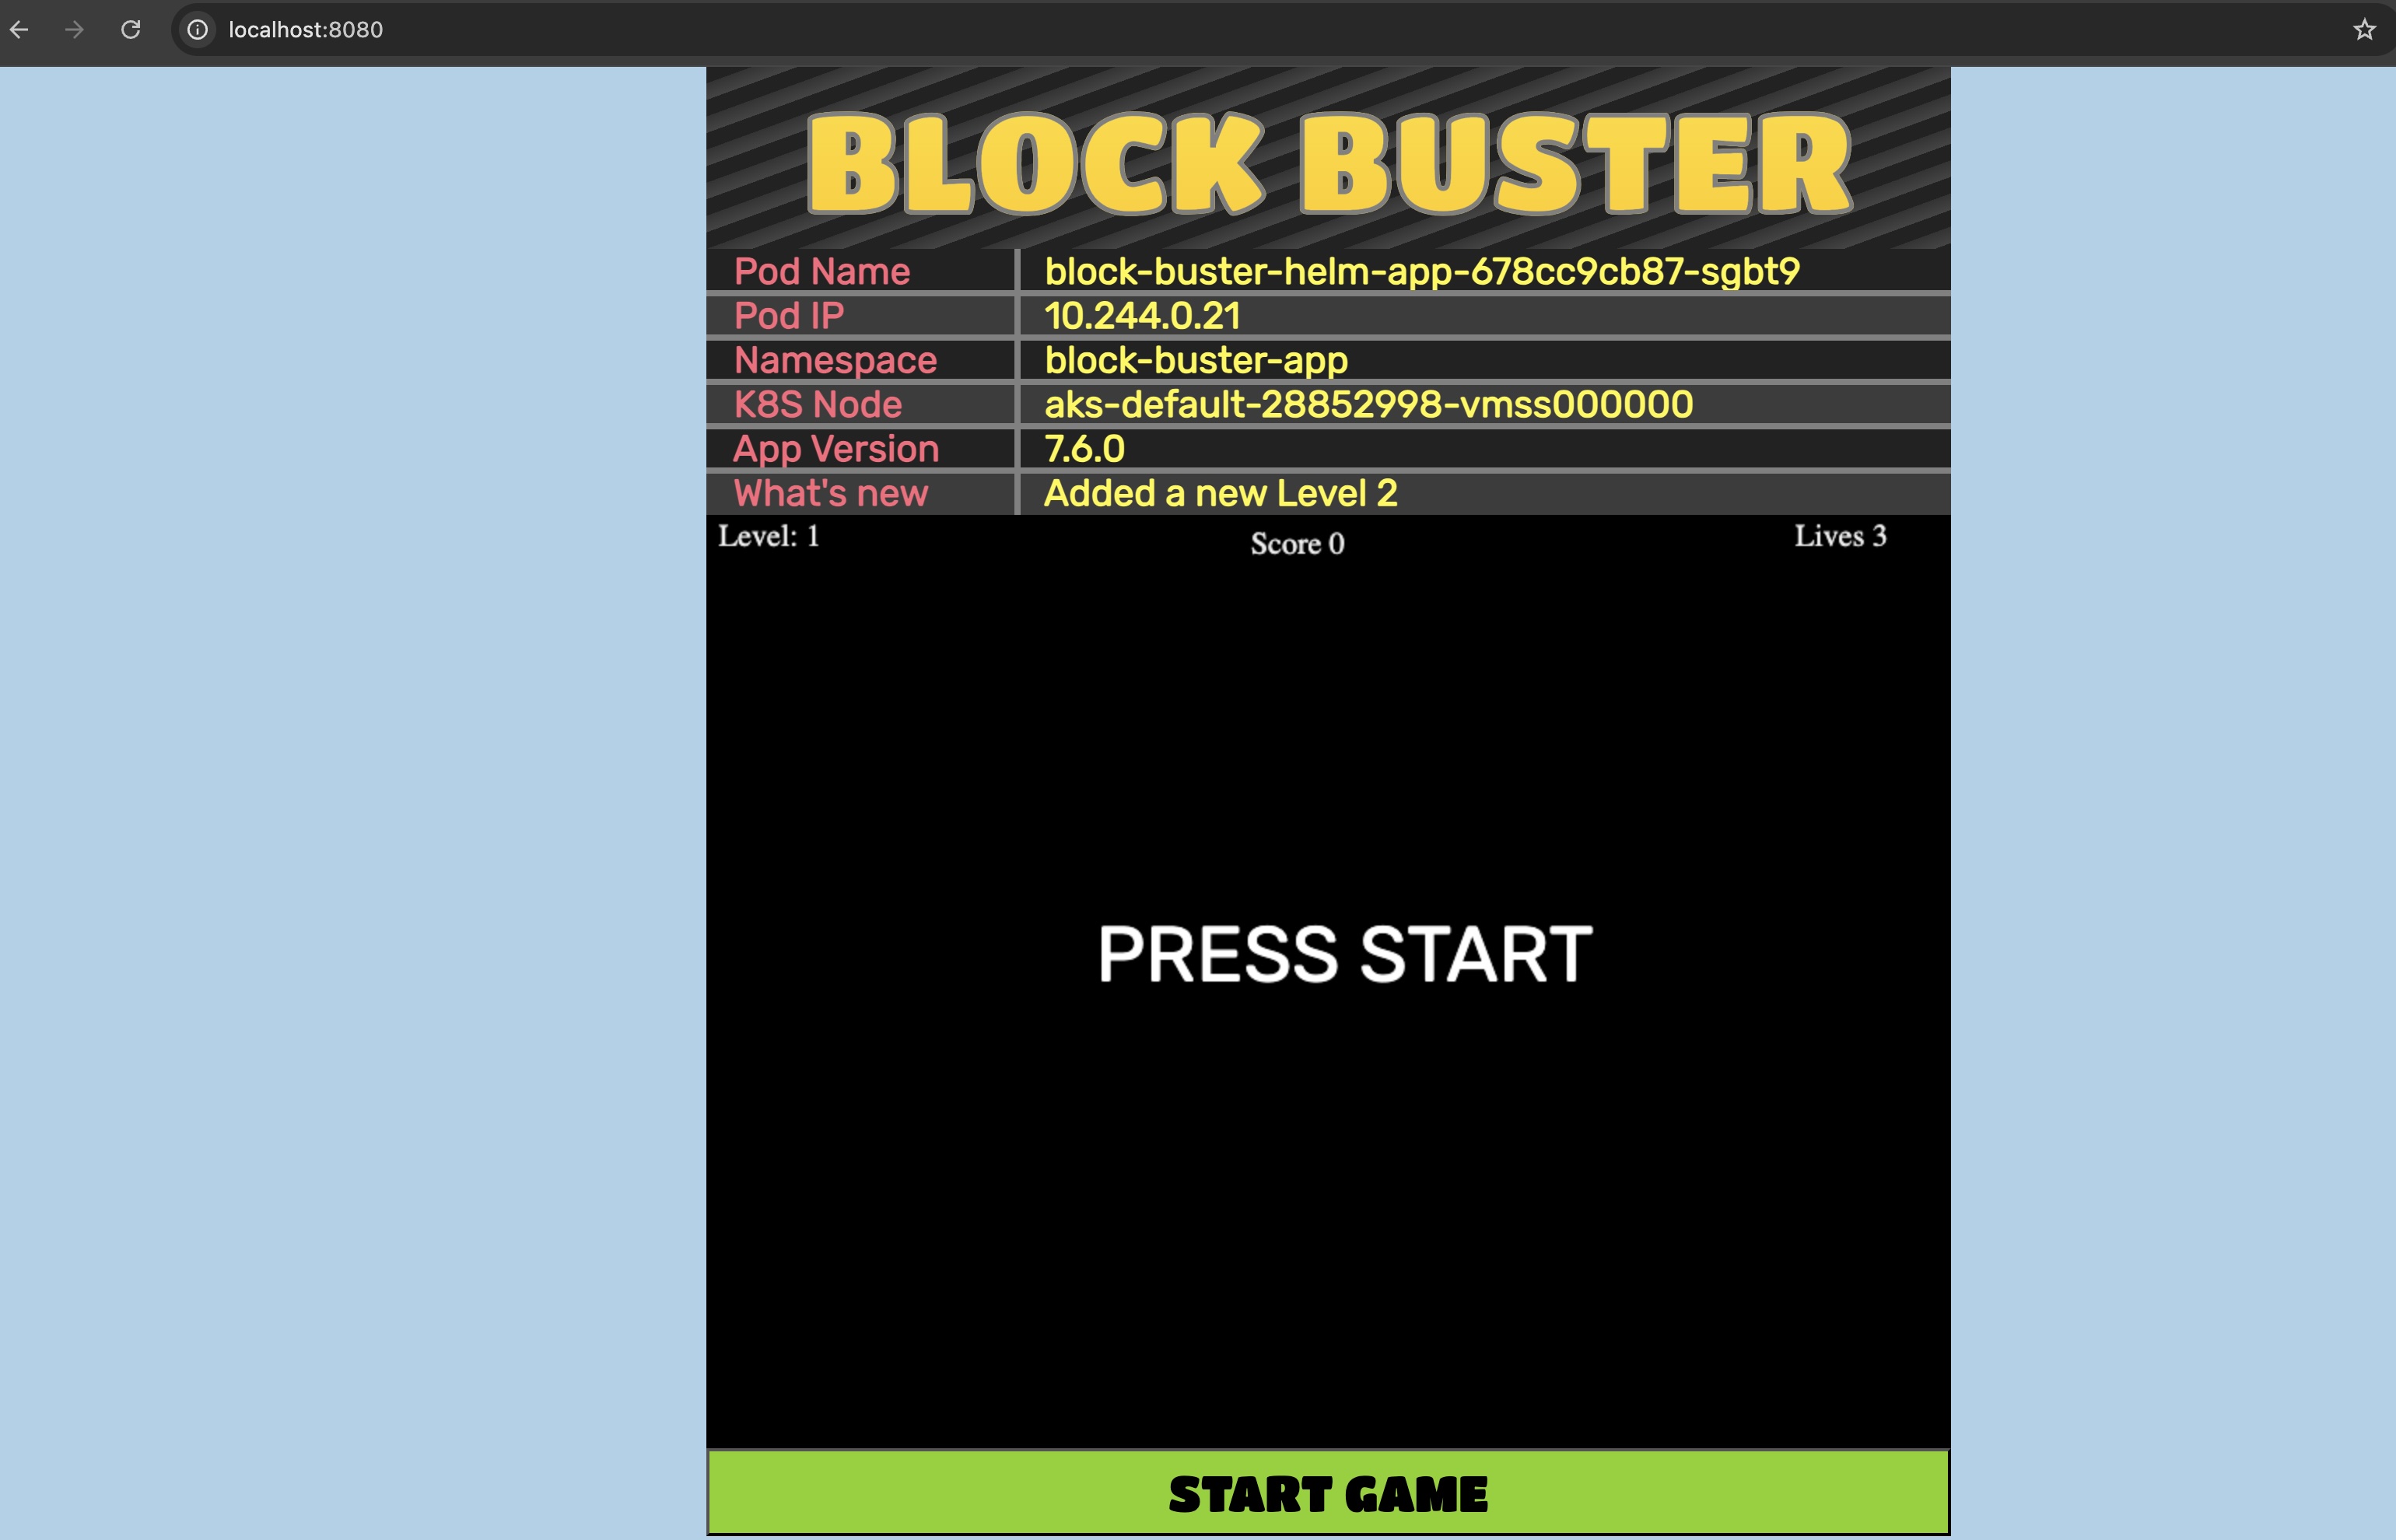 localhost:8080
BLOCK BUSTER
Pod Name block-buster-helm-app-678cc9cb87-sgbt9
Pod IP 10.244.0.21
Namespace block-buster-app
K8S Node aks-default-28852998-vmss000000
App Version 7.6.0
What's new Added a new Level 2
Level: 1 Score 0 Lives 3
PRESS START
START GAME